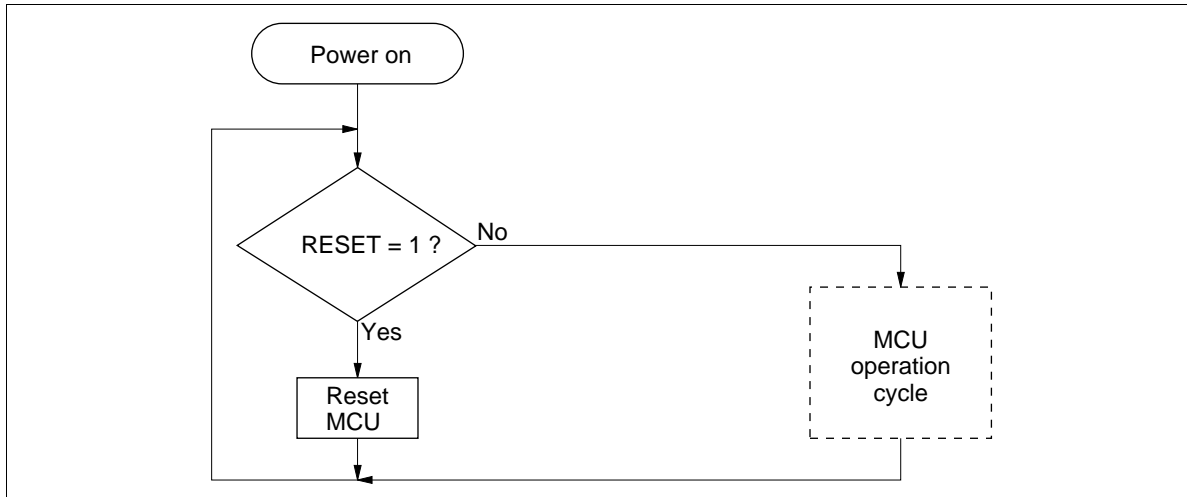 Power on
RESET = 1 ?
No
Yes
MCU
operation
cycle
Reset
MCU